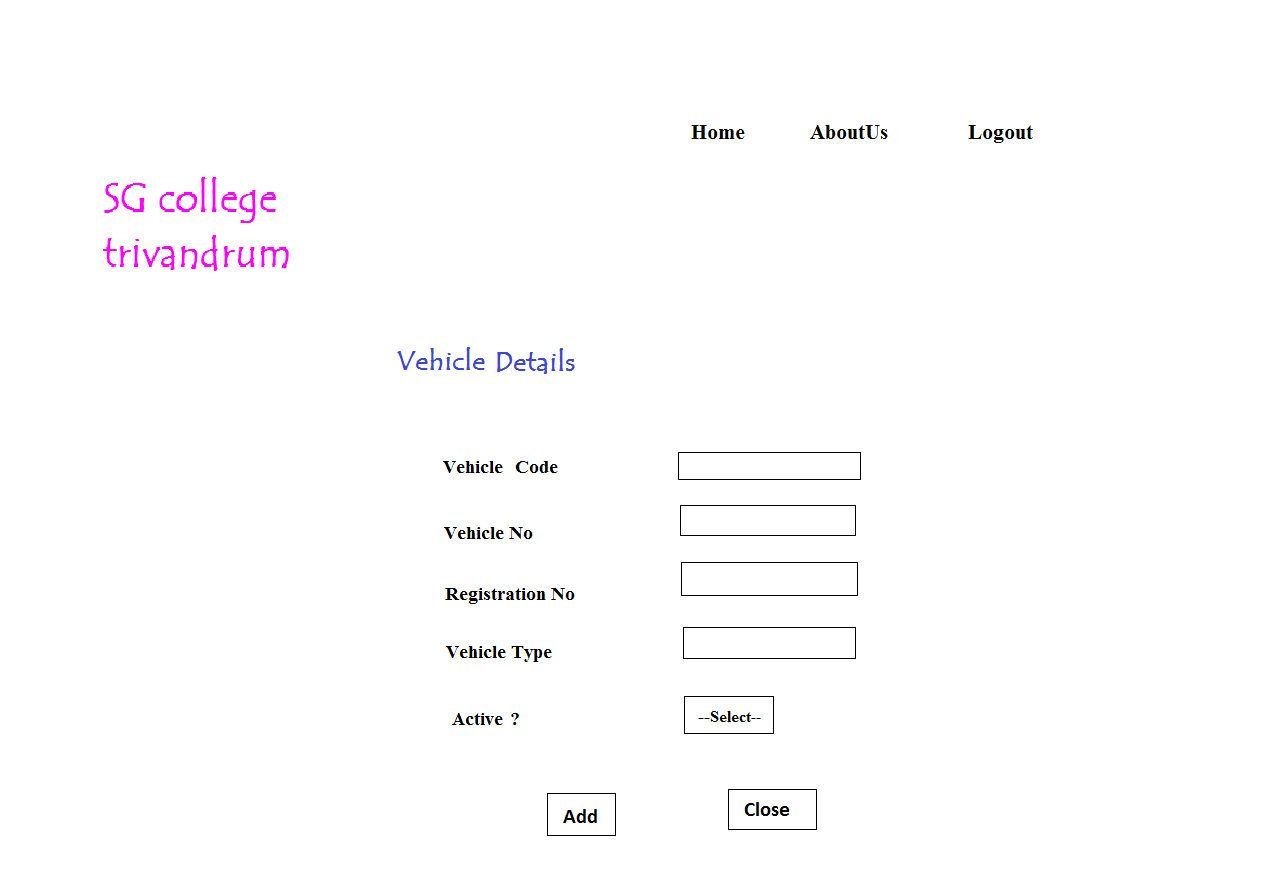 Home AboutUs Logout
SG college
trivandrum
Vehicle Details
Vehicle Code
Vehicle No
Registration No
Vehicle Type
Active ? --Select--
Add Close